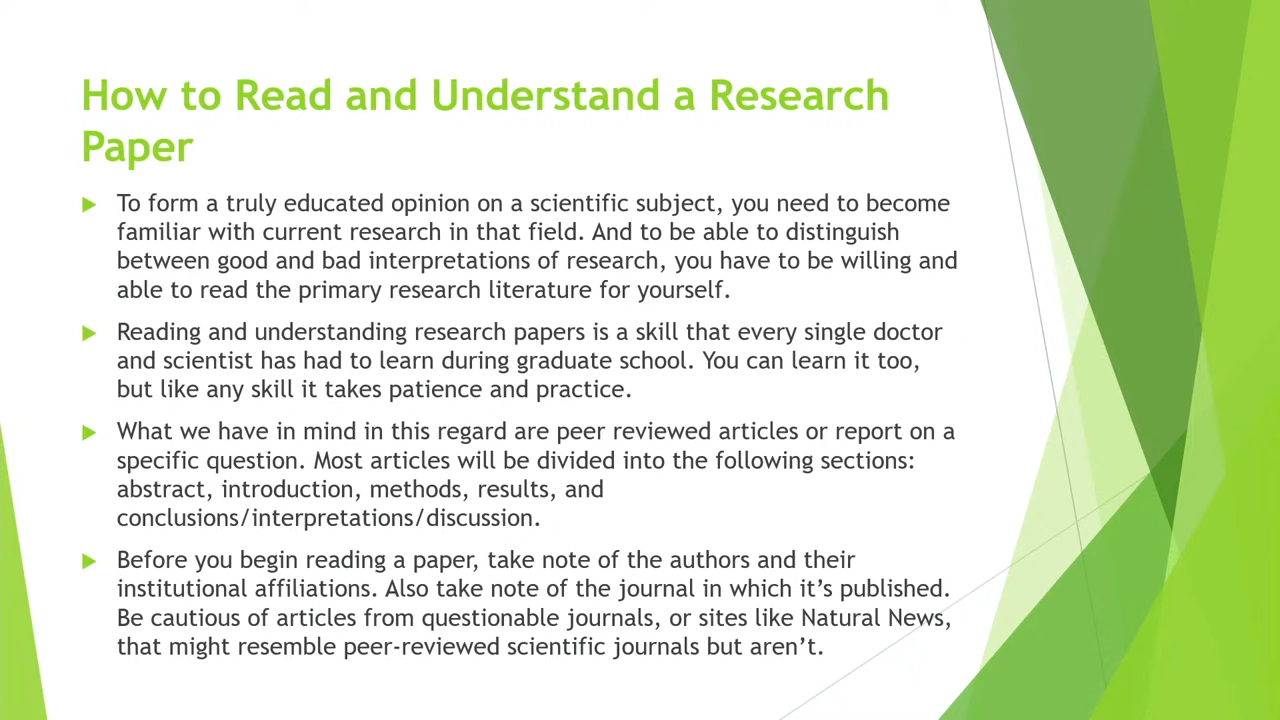 How to Read and Understand a Research
Paper
To form a truly educated opinion on a scientific subject, you need to become
familiar with current research in that field. And to be able to distinguish
between good and bad interpretations of research, you have to be willing and
able to read the primary research literature for yourself.
Reading and understanding research papers is a skill that every single doctor
and scientist has had to learn during graduate school. You can learn it too,
but like any skill it takes patience and practice.
What we have in mind in this regard are peer reviewed articles or report on a
specific question. Most articles will be divided into the following sections:
abstract, introduction, methods, results, and
conclusions/interpretations/discussion.
Before you begin reading a paper, take note of the authors and their
institutional affiliations. Also take note of the journal in which it’s published.
Be cautious of articles from questionable journals, or sites like Natural News,
that might resemble peer-reviewed scientific journals but aren’t.